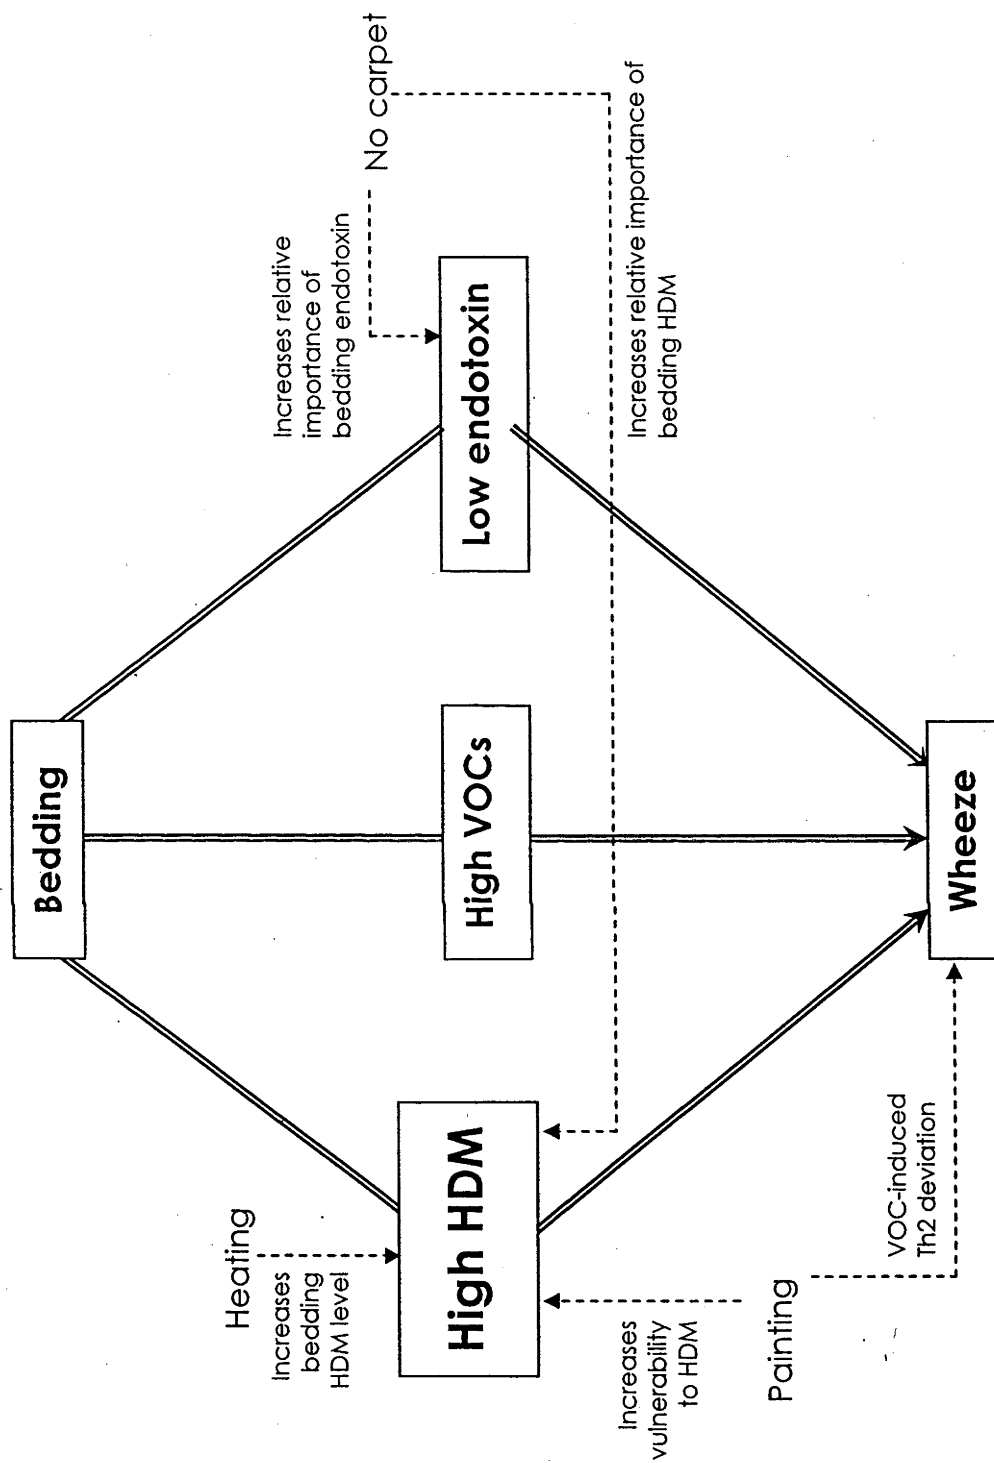 Bedding
Heating
Increases
bedding
HDM level
Increases relative
importance of
bedding endotoxin
No carpet
High HDM
High VOCs
Low endotoxin
Increases
vulnerability
to HDM
Increases relative importance of
bedding HDM
Painting
VOC-induced
Th2 deviation
Wheeze